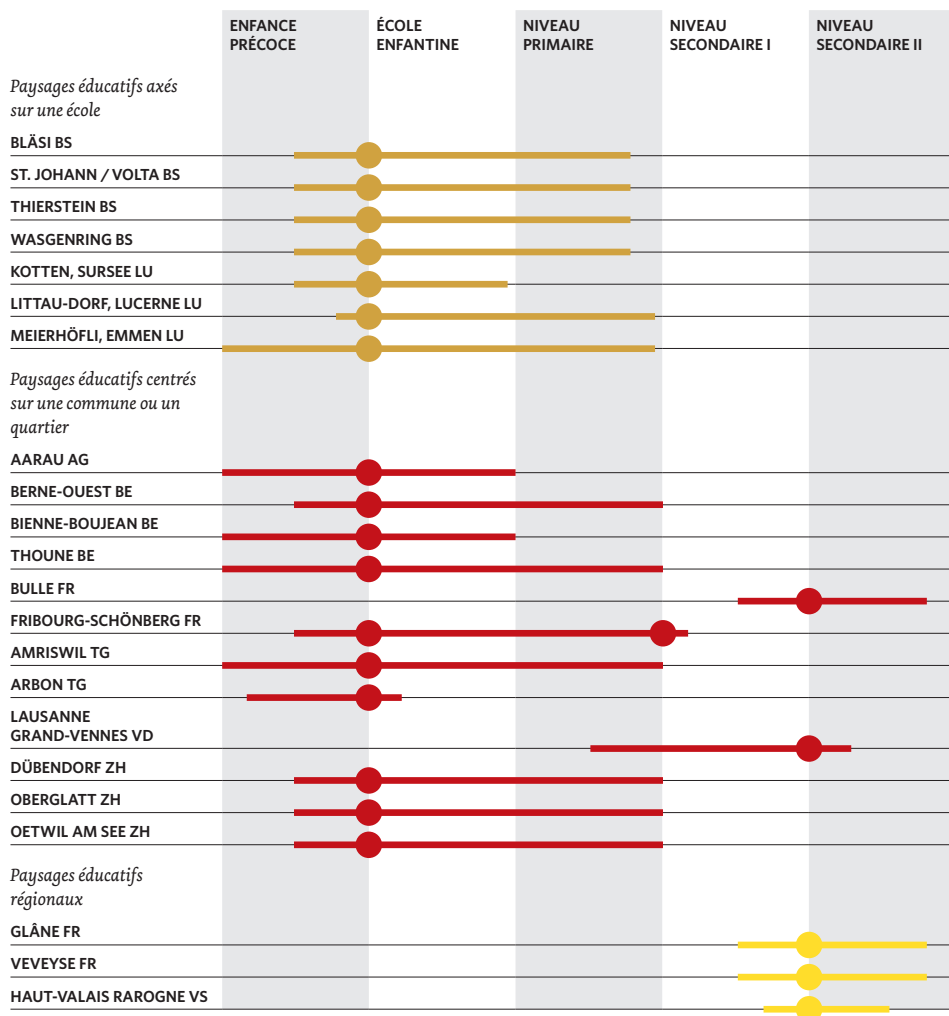 ENFANCE
PRÉCOCE
ÉCOLE
ENFANTINE
NIVEAU
PRIMAIRE
NIVEAU
SECONDAIRE I
NIVEAU
SECONDAIRE II
Paysages éducatifs axés
sur une école
BLÄSI BS
ST. JOHANN / VOLTA BS
THIERSTEIN BS
WASGENRING BS
KOTTEN, SURSEE LU
LITTAU-DORF, LUCERNE LU
MEIERHÖFLI, EMMEN LU
Paysages éducatifs centrés
sur une commune ou un
quartier
AARAU AG
BERNE-OUEST BE
BIENNE-BOUJEAN BE
THOUNE BE
BULLE FR
FRIBOURG-SCHÖNBERG FR
AMRISWIL TG
ARBON TG
LAUSANNE
GRAND-VENNES VD
DÜBENDORF ZH
OBERGLATT ZH
OETWIL AM SEE ZH
Paysages éducatifs
régionaux
GLÂNE FR
VEVEYSE FR
HAUT-VALAIS RAROGNE VS